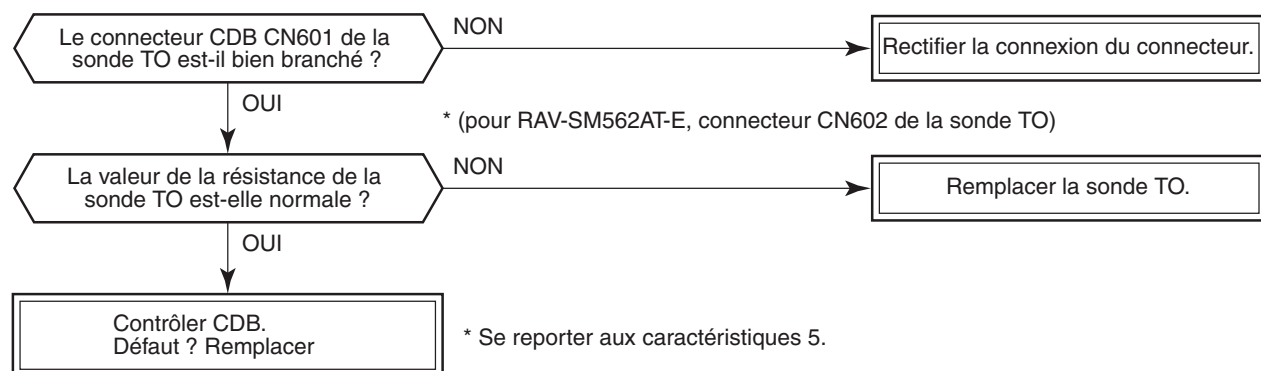 Le connecteur CDB CN601 de la
sonde TO est-il bien branché ?
NON
Rectifier la connexion du connecteur.
OUI
* (pour RAV-SM562AT-E, connecteur CN602 de la sonde TO)
La valeur de la résistance de la
sonde TO est-elle normale ?
NON
Remplacer la sonde TO.
OUI
Contrôler CDB.
Défaut ? Remplacer
* Se reporter aux caractéristiques 5.